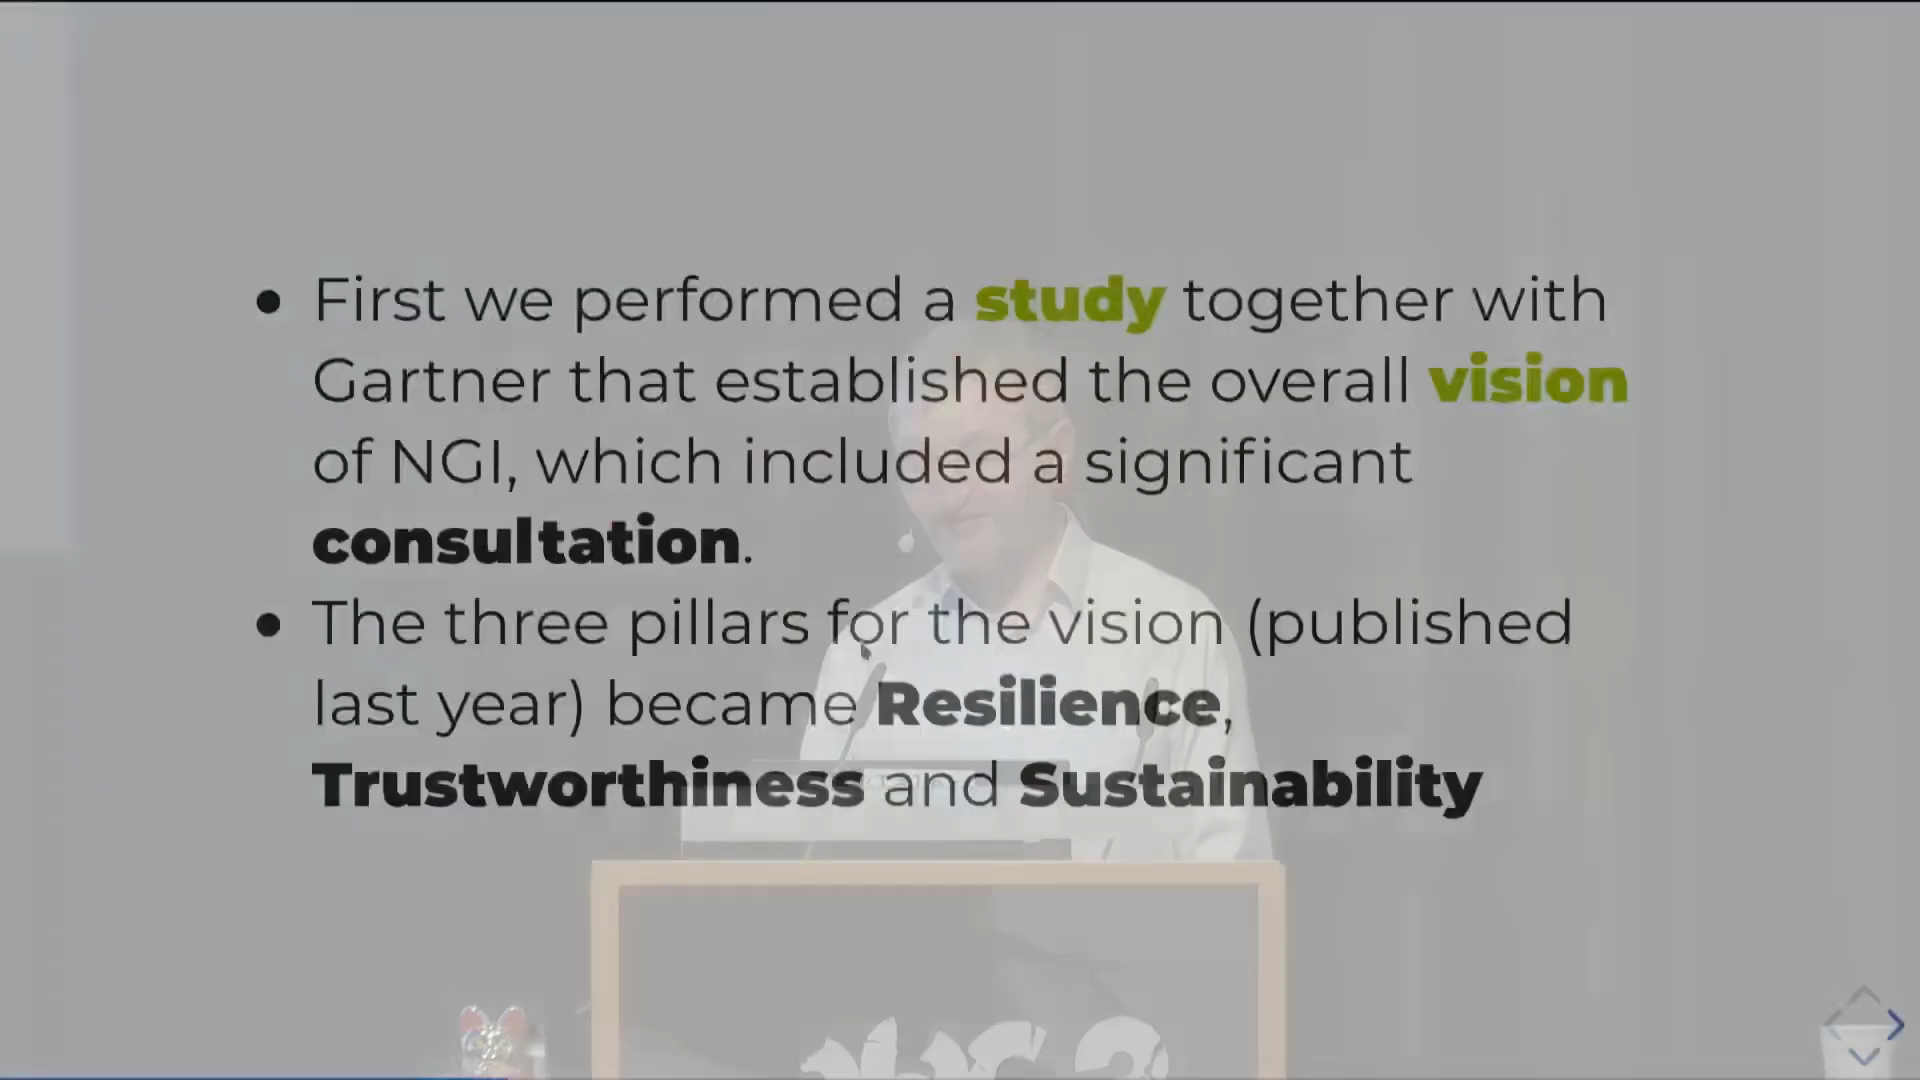 First we performed a study together with
Gartner that established the overall vision
of NGI, which included a significant
consultation.
The three pillars for the vision (published
last year) became Resilience,
Trustworthiness and Sustainability